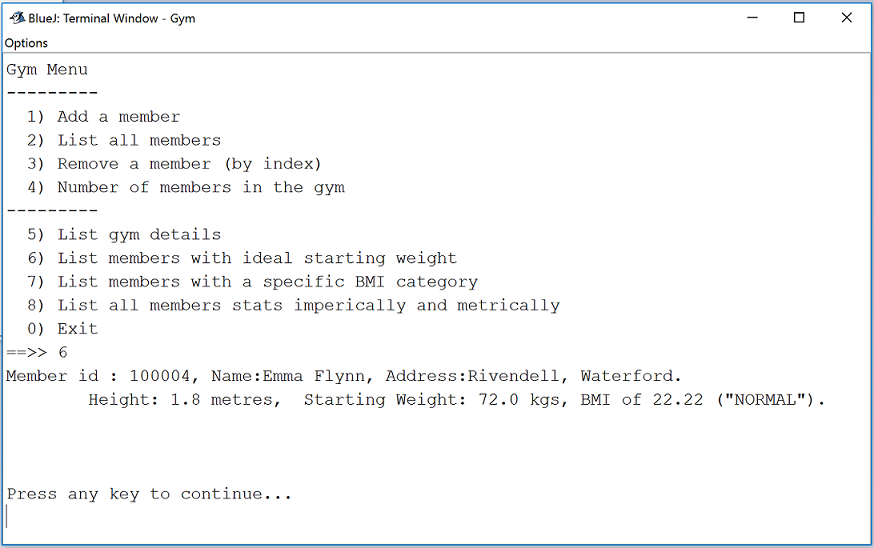 BlueJ: Terminal Window - Gym
Options
Gym Menu
---------
1) Add a member
2) List all members
3) Remove a member (by index)
4) Number of members in the gym
---------
5) List gym details
6) List members with ideal starting weight
7) List members with a specific BMI category
8) List all members stats imperically and metrically
0) Exit
==>> 6
Member id : 100004, Name:Emma Flynn, Address:Rivendell, Waterford.
Height: 1.8 metres,  Starting Weight: 72.0 kgs, BMI of 22.22 ("NORMAL").
Press any key to continue...